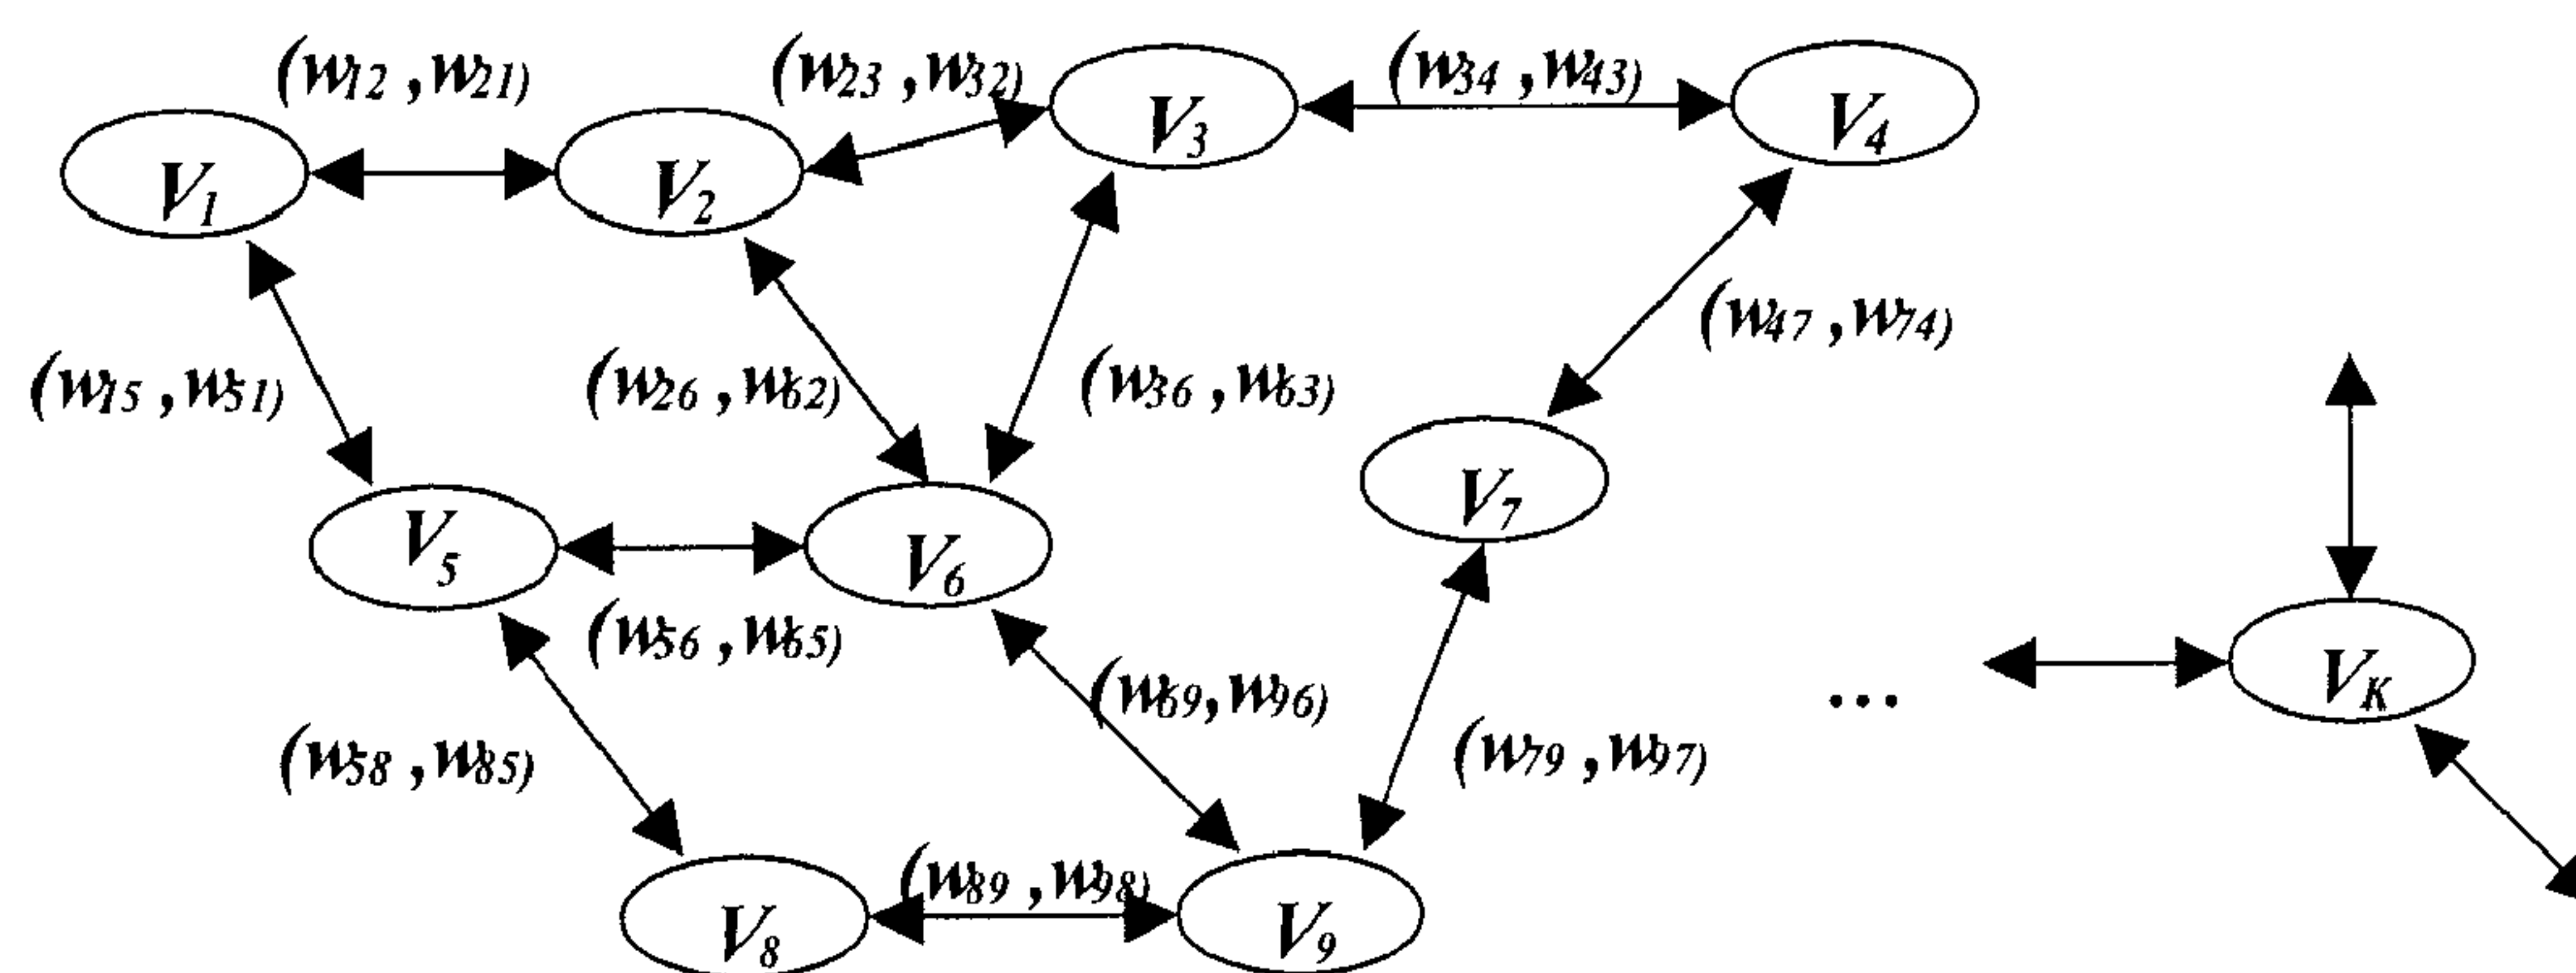 (w12 ,w21)
(w23 ,w32)
(w34 ,w43)
V1
V2
V3
V4
(w15 ,w51)
(w26 ,w62)
(w36 ,w63)
(w47 ,w74)
V5
V6
V7
(w56 ,w65)
(w58 ,w85)
(w69,w96)
(w79 ,w97)
...
VK
(w89 ,w98)
V8
V9